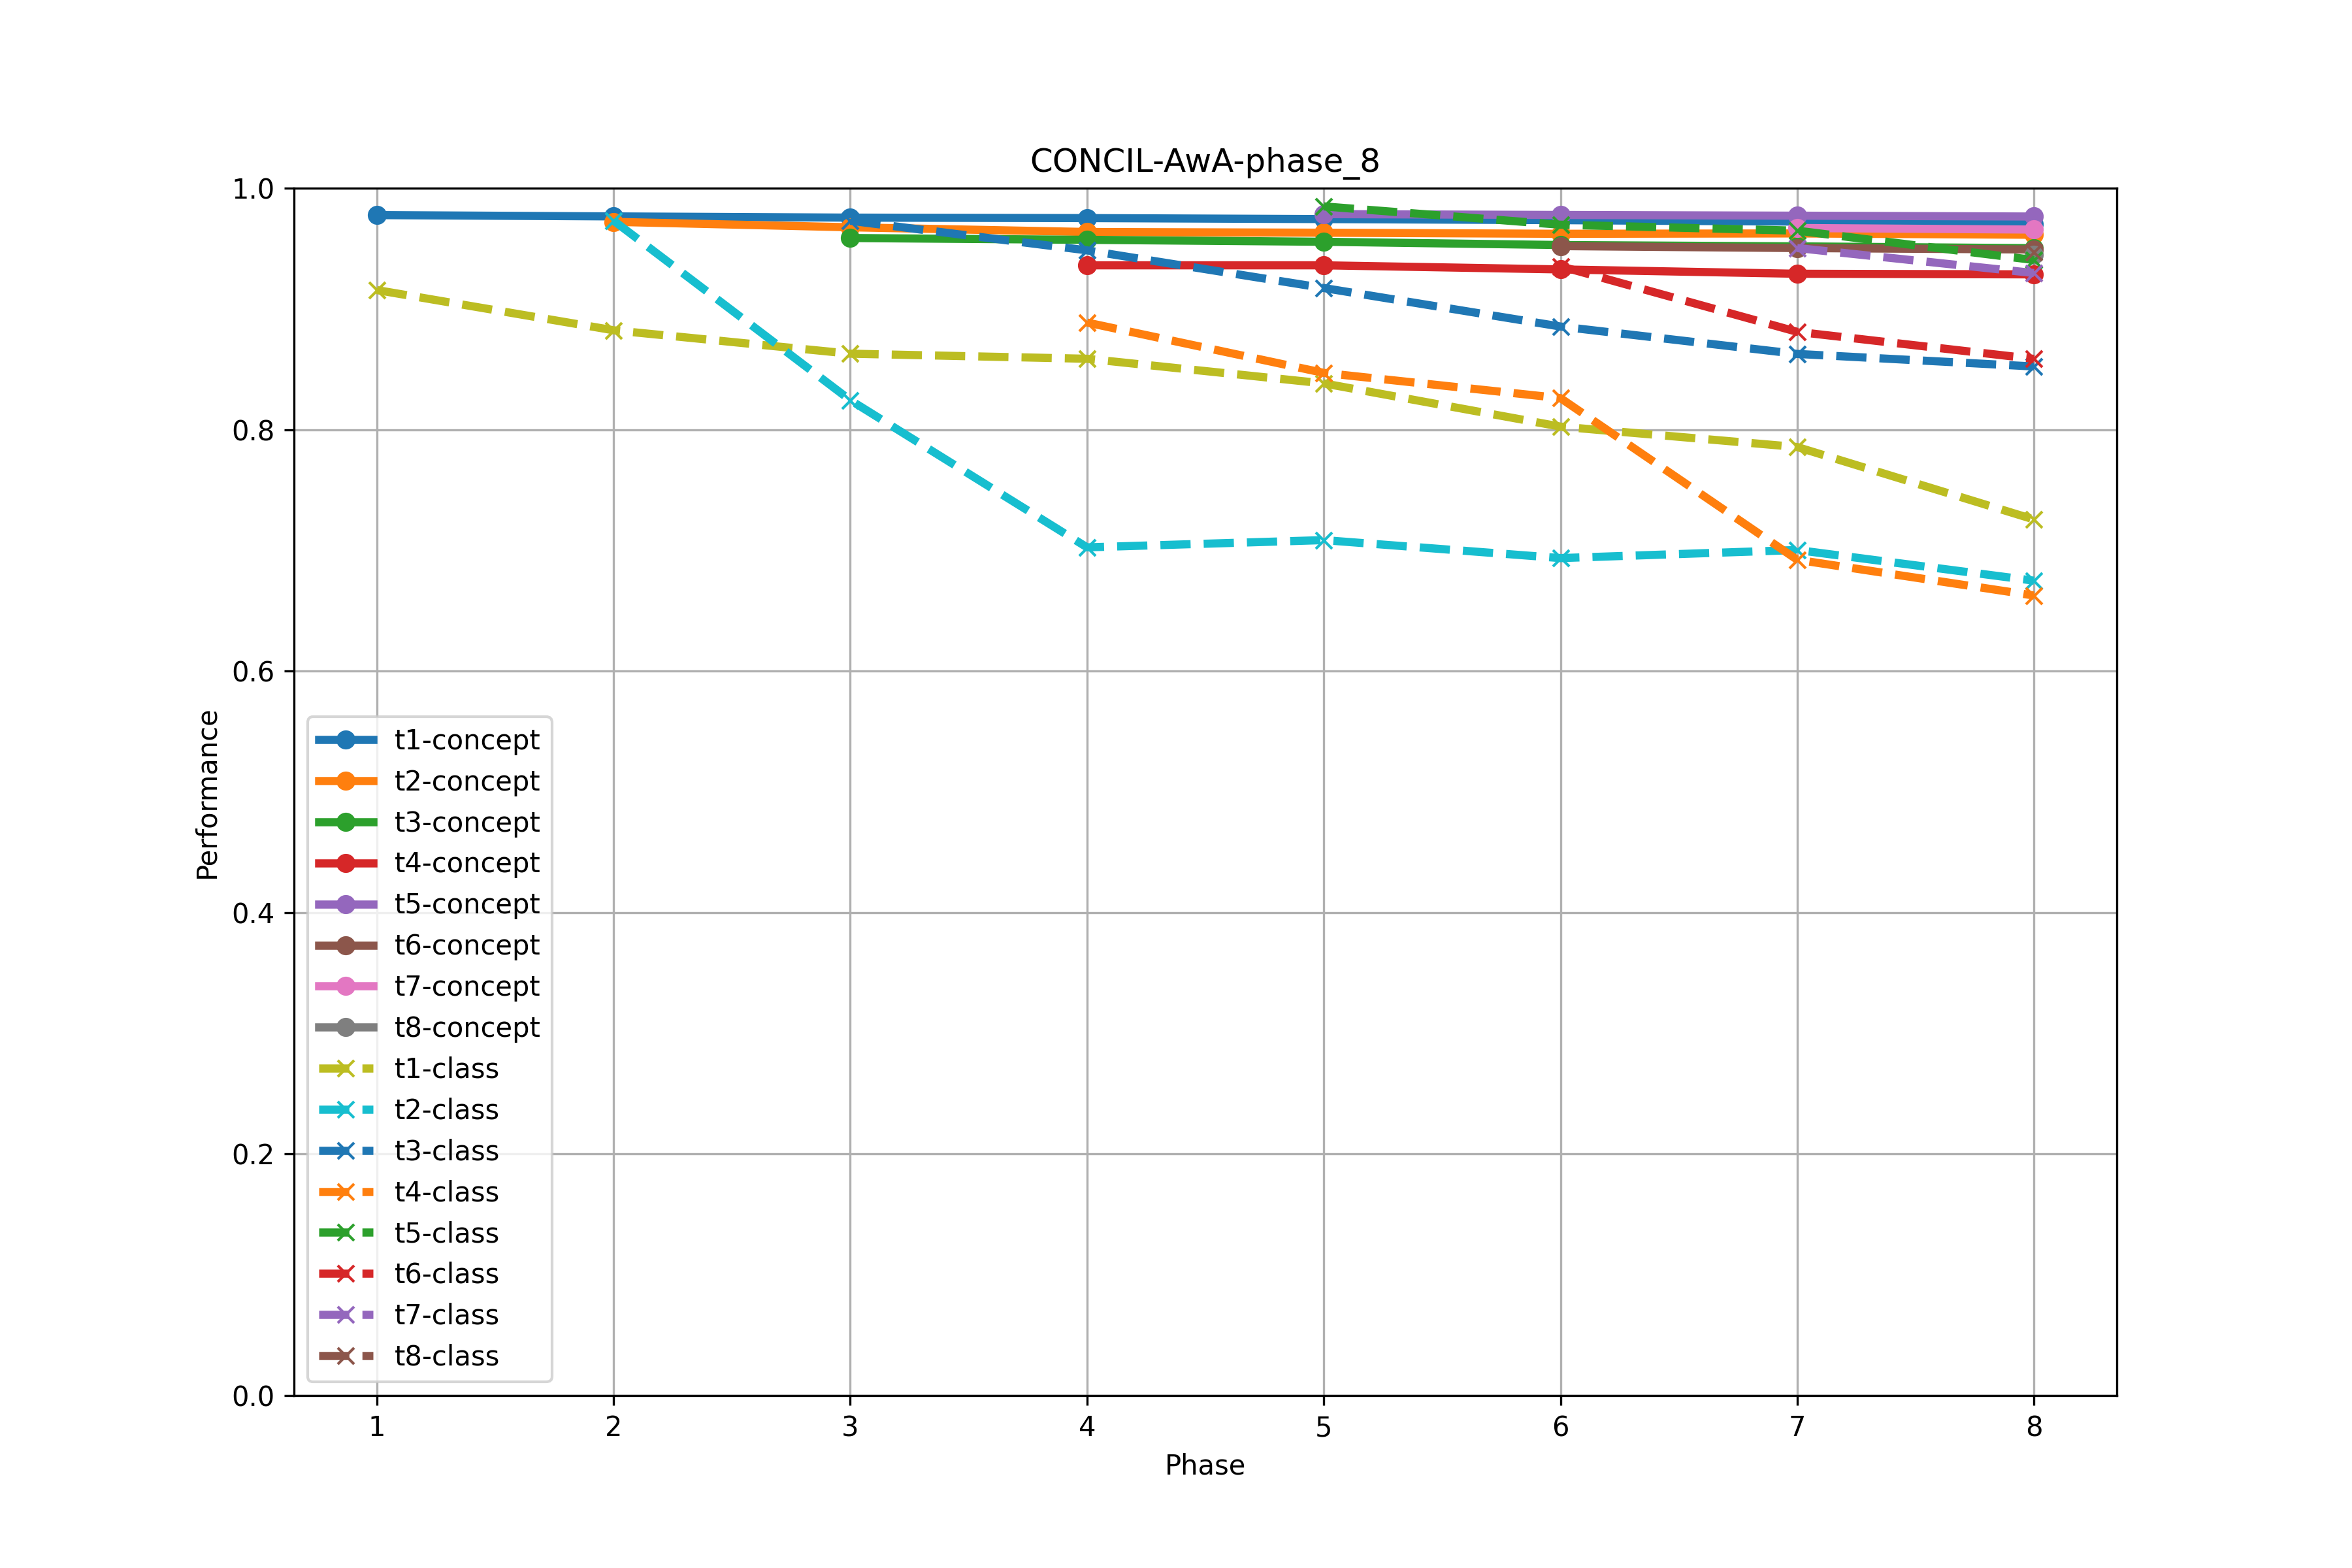 CONCIL-AwA-phase_8
1.0
0.8
0.6
0.4
0.2
0.0
Performance
t1-concept
t2-concept
t3-concept
t4-concept
t5-concept
t6-concept
t7-concept
t8-concept
t1-class
t2-class
t3-class
t4-class
t5-class
t6-class
t7-class
t8-class
1 2 3 4 5 6 7 8
Phase